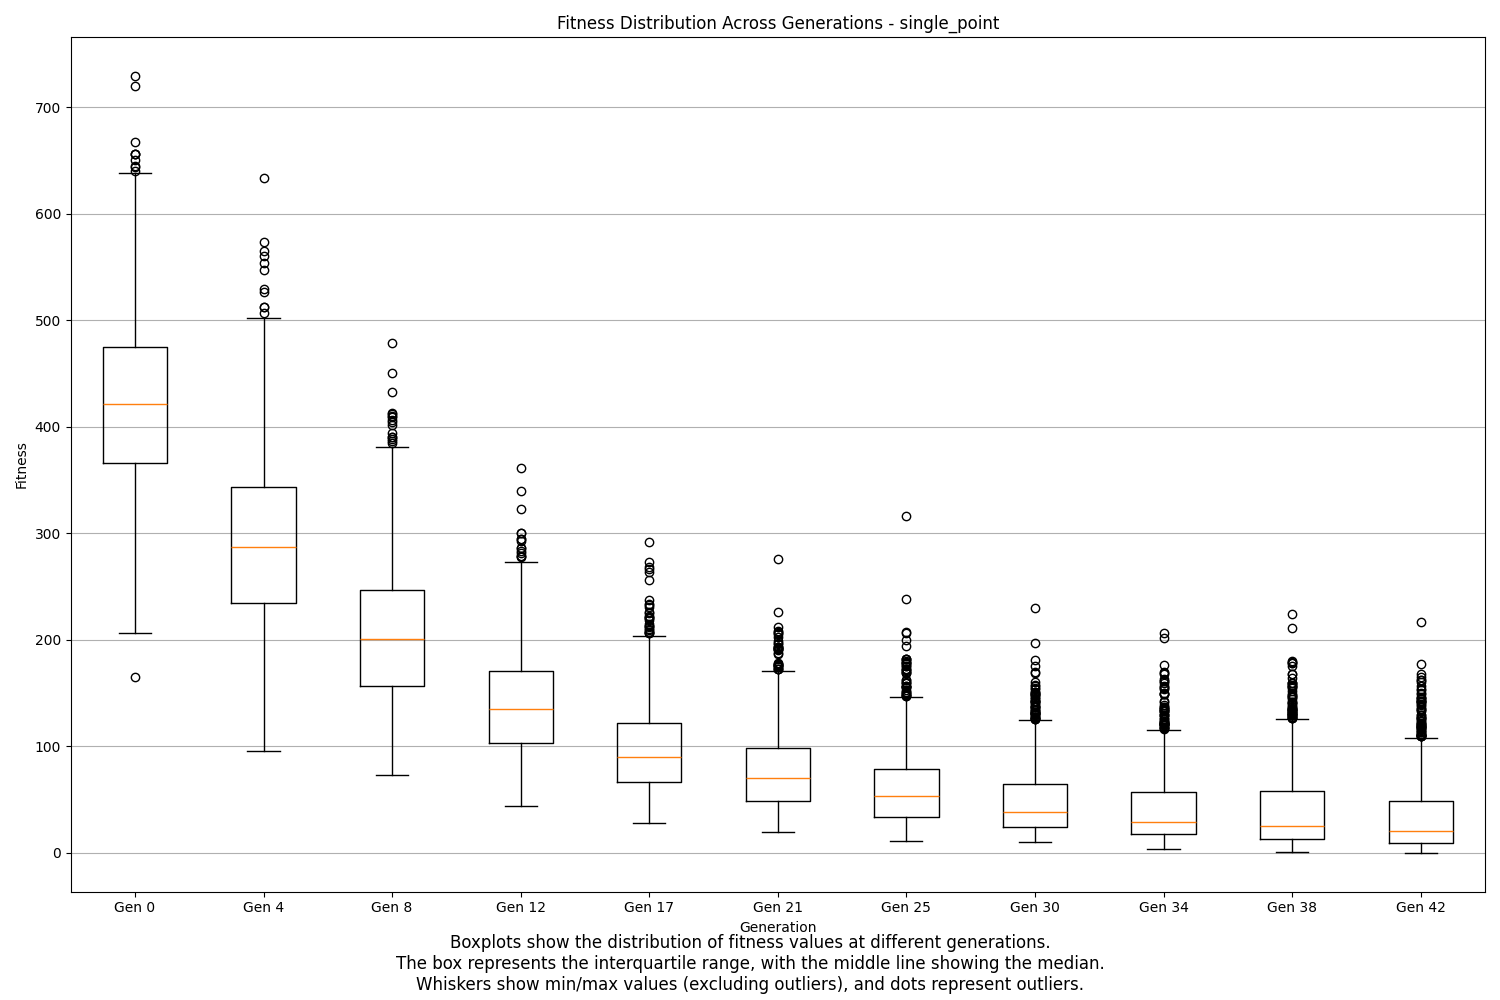 Fitness Distribution Across Generations - single_point
Fitness
700
600
500
400
300
200
100
0
Gen 0 Gen 4 Gen 8 Gen 12 Gen 17 Gen 21 Gen 25 Gen 30 Gen 34 Gen 38 Gen 42
Generation
Boxplots show the distribution of fitness values at different generations.
The box represents the interquartile range, with the middle line showing the median.
Whiskers show min/max values (excluding outliers), and dots represent outliers.